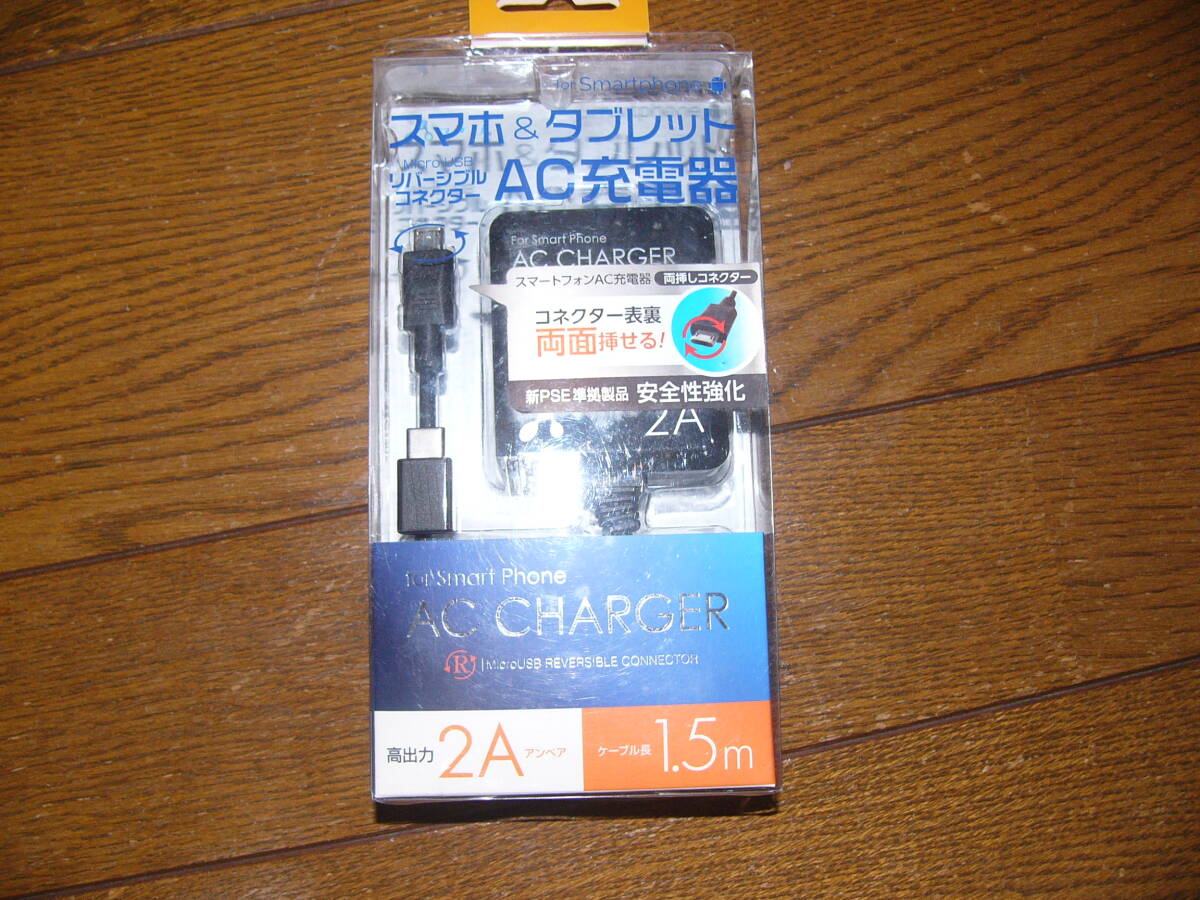 for Smartphone
スマホ & タブレット
Micro USB
リバーシブル
コネクター
AC充電器
For Smart Phone
AC CHARGER
スマートフォンAC充電器 両挿しコネクター
コネクター表裏
両面挿せる!
新PSE準拠製品 安全性強化
2A
for Smart Phone
AC CHARGER
R MicroUSB REVERSIBLE CONNECTOR
高出力 2A アンペア
ケーブル長 1.5m